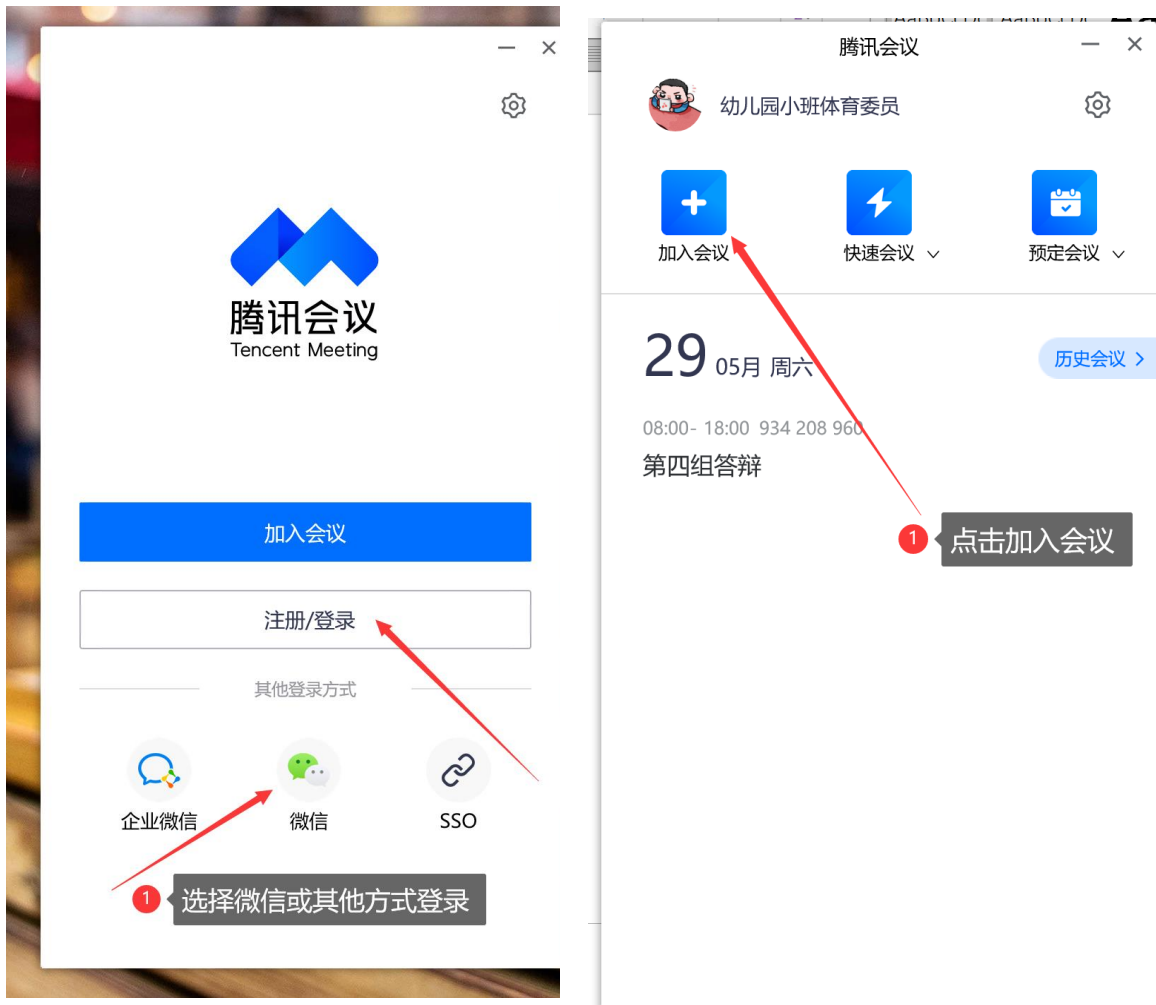 腾讯会议
Tencent Meeting
加入会议
注册/登录
其他登录方式
企业微信
微信
SSO
1 选择微信或其他方式登录
腾讯会议
幼儿园小班体育委员
加入会议
快速会议
预定会议
29 05月 周六
历史会议
08:00- 18:00 934 208 960
第四组答辩
1 点击加入会议